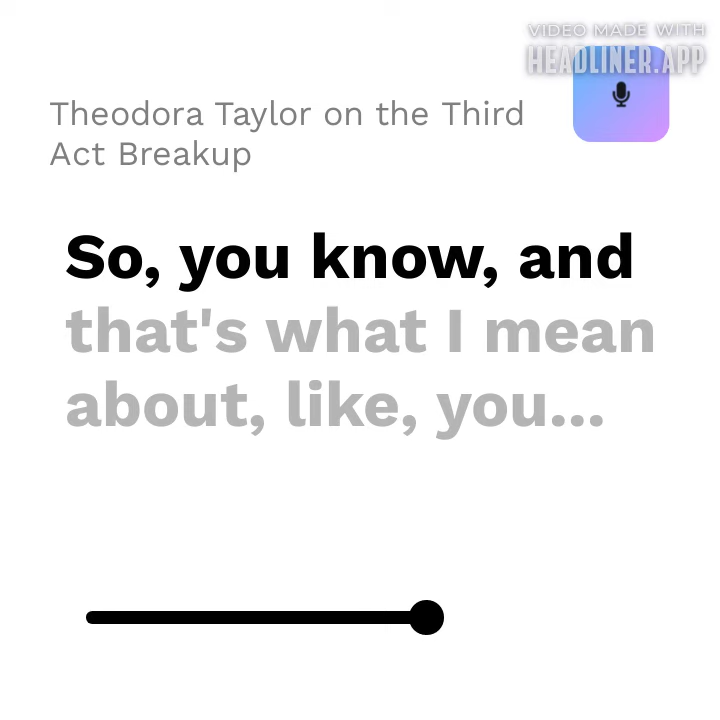 VIDEO MADE WITH
HEADLINER.APP
Theodora Taylor on the Third
Act Breakup
So, you know, and
that's what I mean
about, like, you...